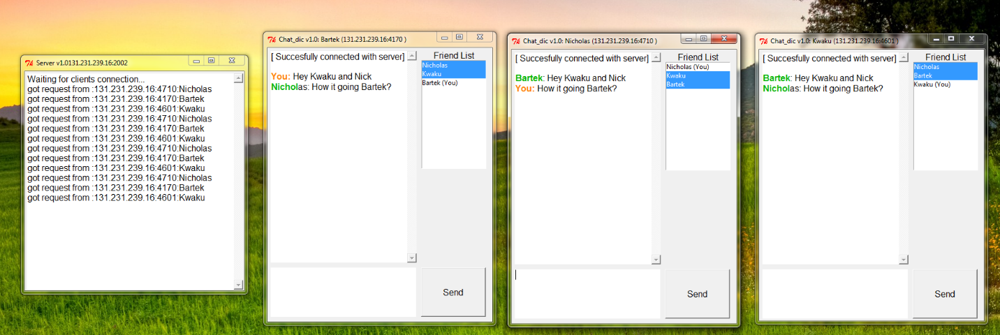 Server v1.0131.231.239.16:2002
Waiting for clients connection...
got request from :131.231.239.16:4710:Nicholas
got request from :131.231.239.16:4170:Bartek
got request from :131.231.239.16:4601:Kwaku
got request from :131.231.239.16:4710:Nicholas
got request from :131.231.239.16:4170:Bartek
got request from :131.231.239.16:4601:Kwaku
got request from :131.231.239.16:4710:Nicholas
got request from :131.231.239.16:4170:Bartek
got request from :131.231.239.16:4601:Kwaku
got request from :131.231.239.16:4710:Nicholas
got request from :131.231.239.16:4170:Bartek
got request from :131.231.239.16:4601:Kwaku
Chat_dic v1.0: Bartek (131.231.239.16:4170 )
[ Succesfully connected with server]
You: Hey Kwaku and Nick
Nicholas: How it going Bartek?
Friend List
Nicholas
Kwaku
Bartek (You)
Send
Chat_dic v1.0: Nicholas (131.231.239.16:4710 )
[ Succesfully connected with server]
Bartek: Hey Kwaku and Nick
You: How it going Bartek?
Friend List
Nicholas (You)
Kwaku
Bartek
Send
Chat_dic v1.0: Kwaku (131.231.239.16:4601 )
[ Succesfully connected with server]
Bartek: Hey Kwaku and Nick
Nicholas: How it going Bartek?
Friend List
Nicholas
Bartek
Kwaku (You)
Send